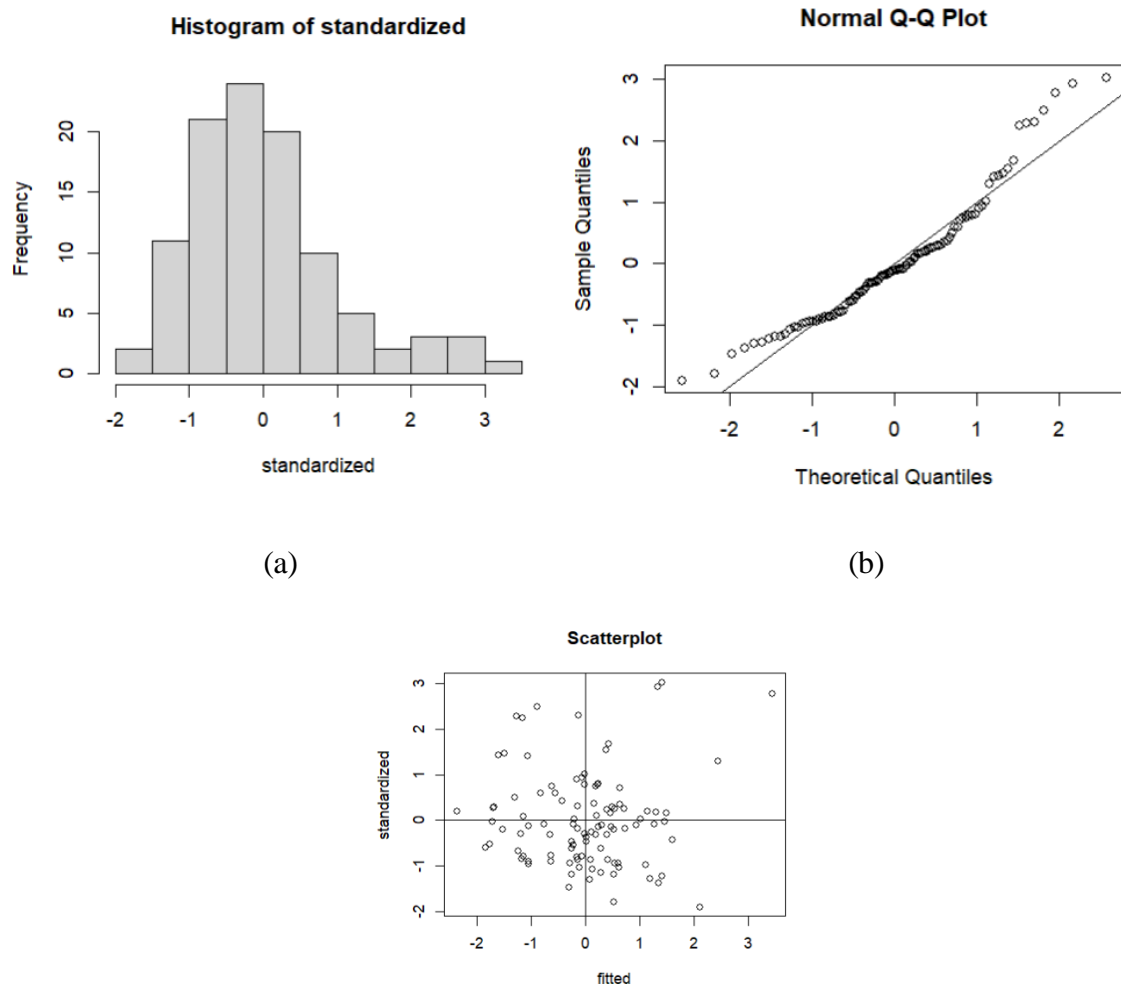 Histogram of standardized
Frequency
20
15
10
5
0
-2 -1 0 1 2 3
standardized
Normal Q-Q Plot
Sample Quantiles
3
2
1
0
-1
-2
-2 -1 0 1 2
Theoretical Quantiles
(a) (b)
Scatterplot
standardized
3
2
1
0
-1
-2
-2 -1 0 1 2 3
fitted